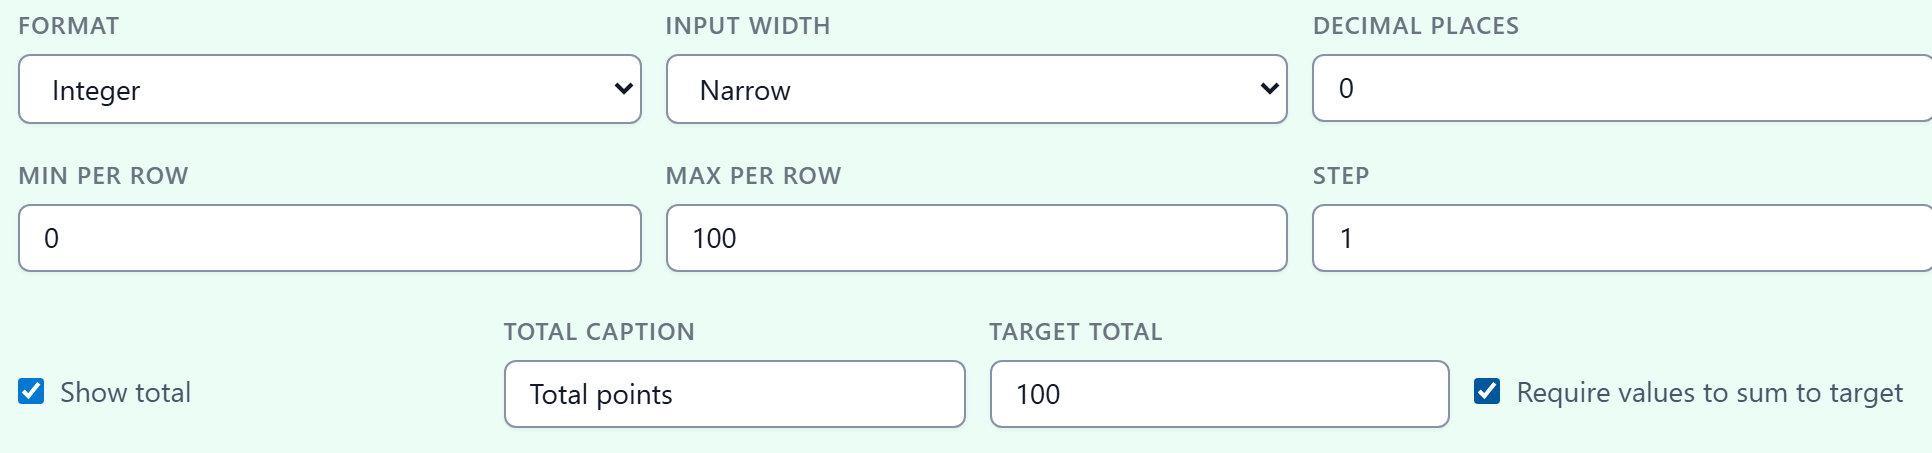 FORMAT INPUT WIDTH DECIMAL PLACES
Integer Narrow 0
MIN PER ROW MAX PER ROW STEP
0 100 1
TOTAL CAPTION TARGET TOTAL
Show total Total points 100 Require values to sum to target